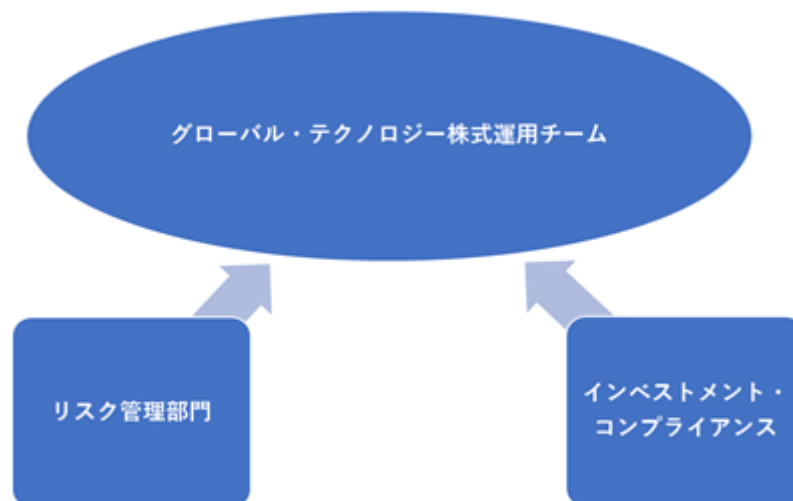 グローバル・テクノロジー株式運用チーム
リスク管理部門
インベストメント・
コンプライアンス